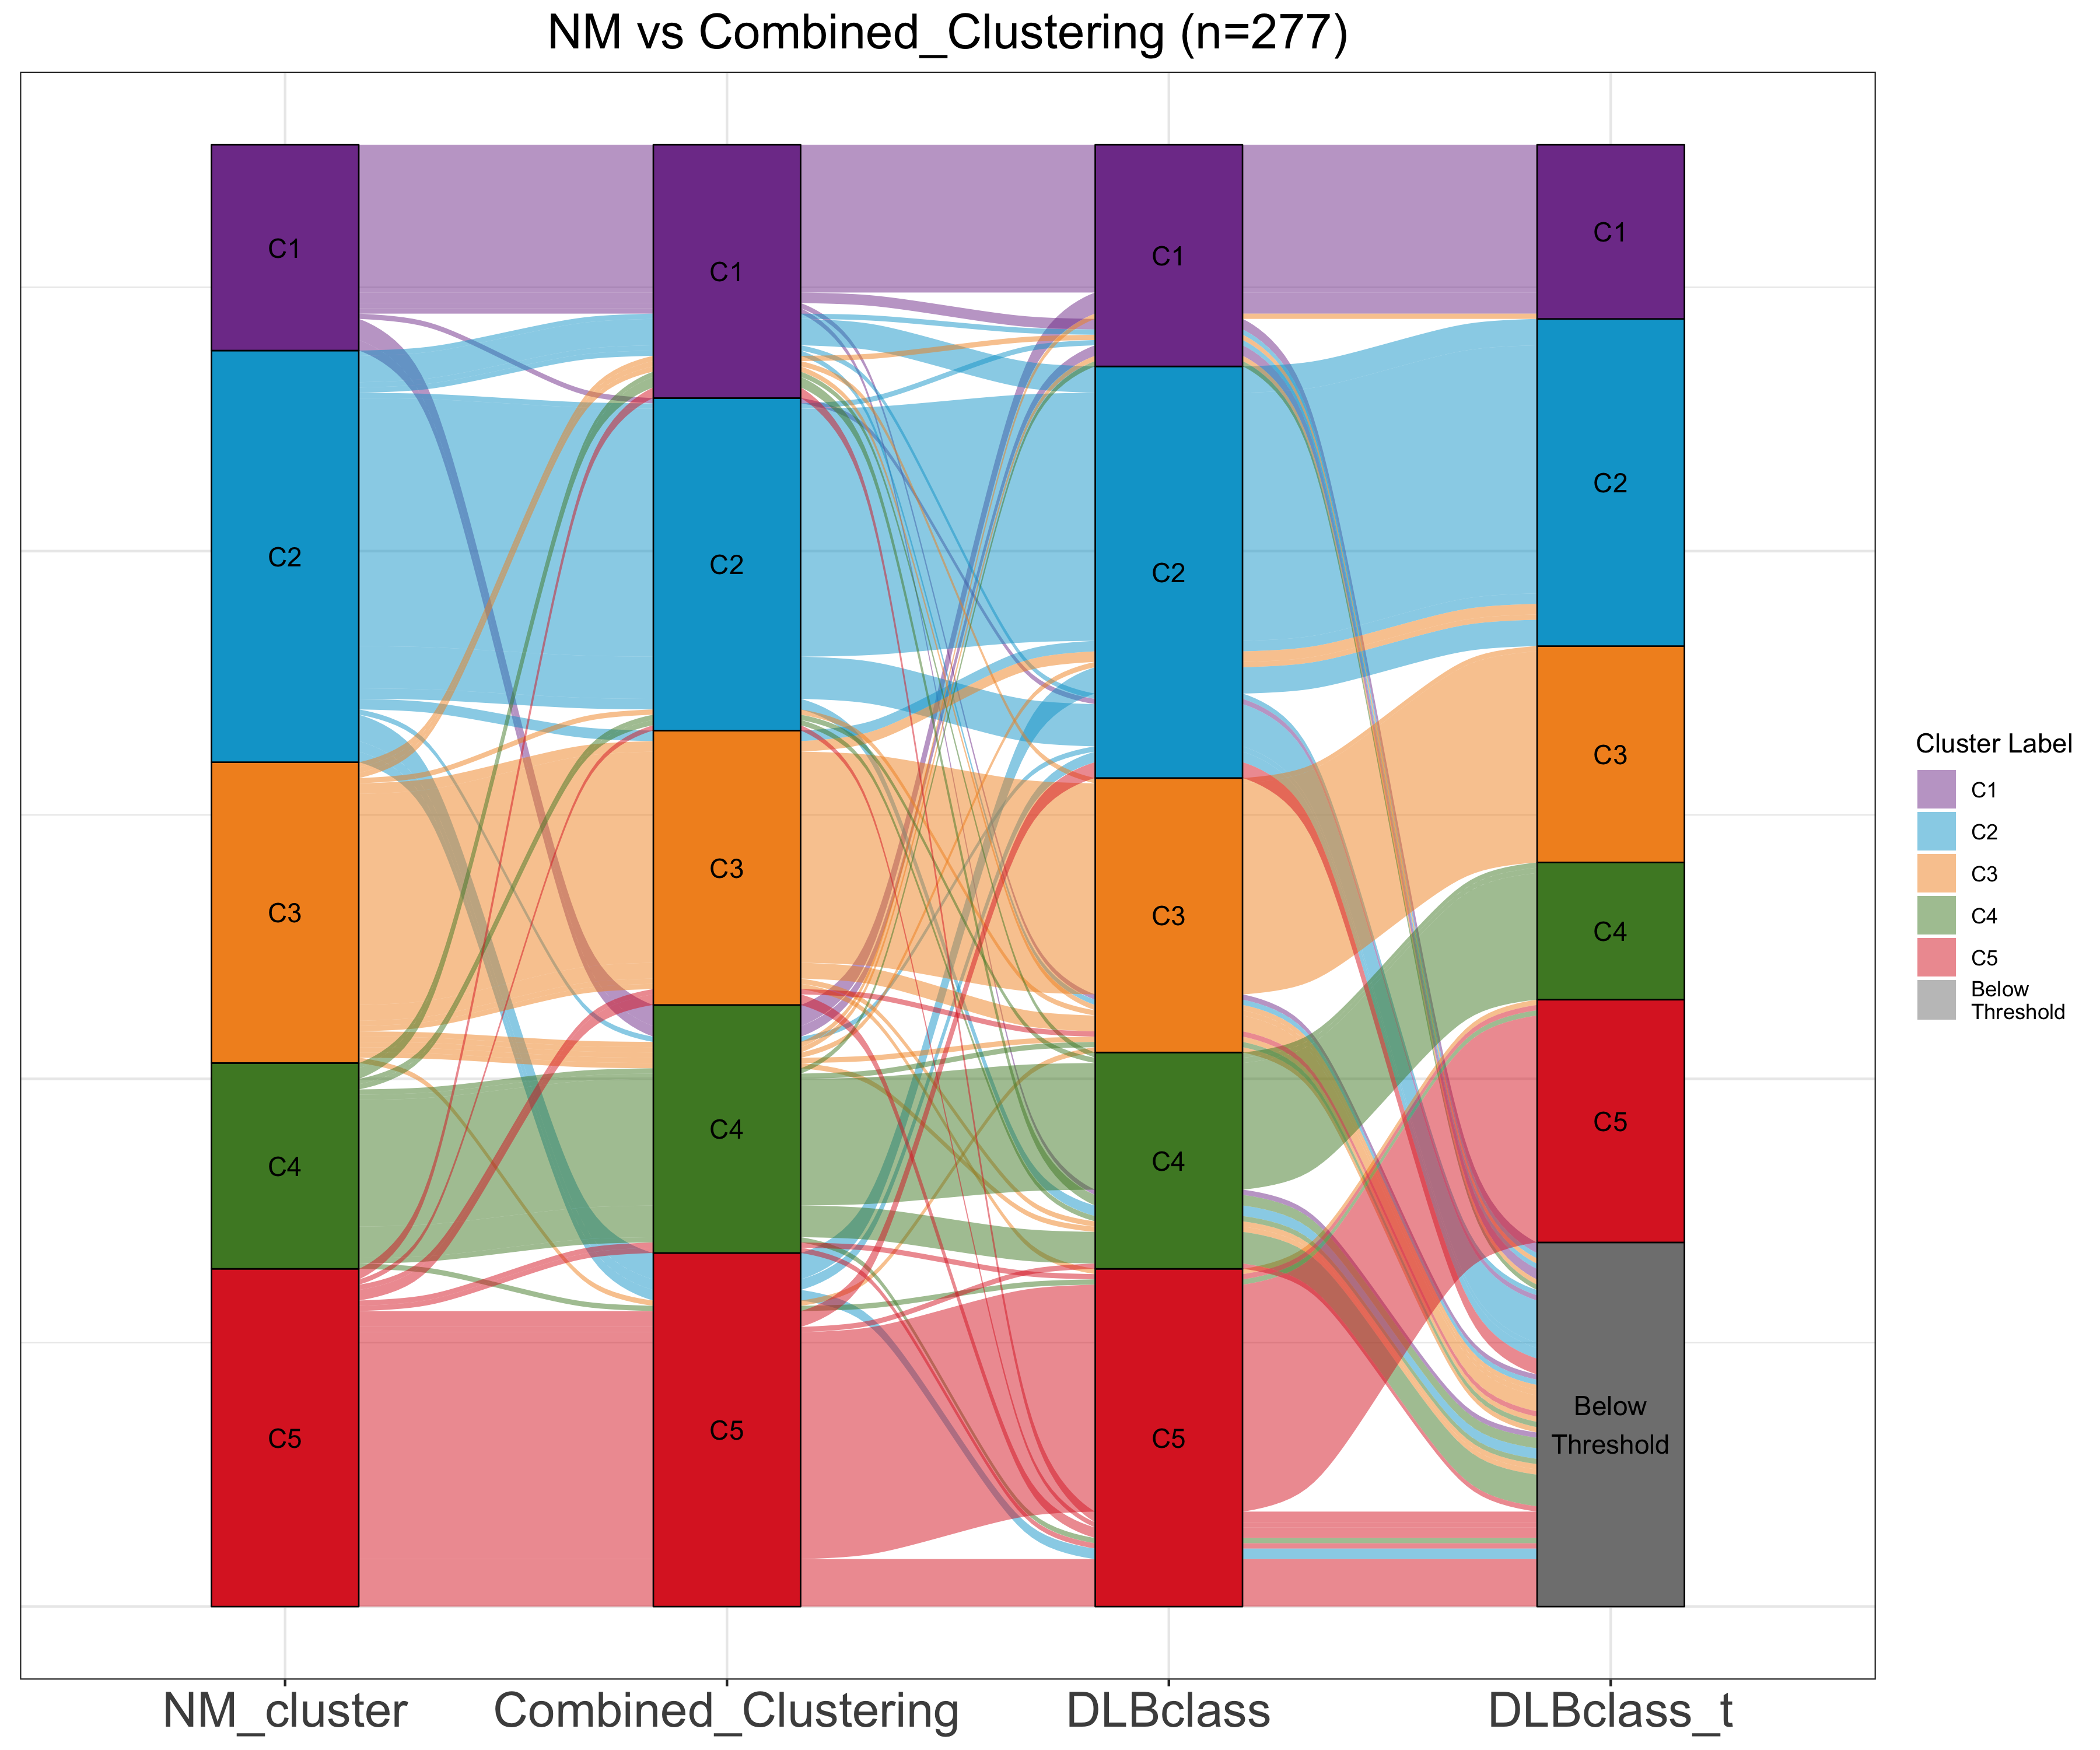 NM vs Combined_Clustering (n=277)
C1
C2
C3
C4
C5
C1
C2
C3
C4
C5
C1
C2
C3
C4
C5
C1
C2
C3
C4
C5
Below
Threshold
Cluster Label
C1
C2
C3
C4
C5
Below
Threshold
NM_cluster
Combined_Clustering
DLBclass
DLBclass_t